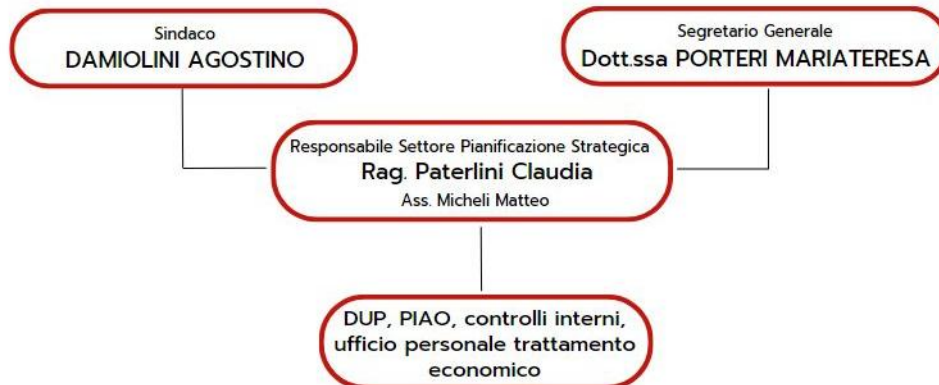 Sindaco
DAMIOLINI AGOSTINO
Segretario Generale
Dott.ssa PORTERI MARIATERESA
Responsabile Settore Pianificazione Strategica
Rag. Paterlini Claudia
Ass. Micheli Matteo
DUP, PIAO, controlli interni,
ufficio personale trattamento
economico